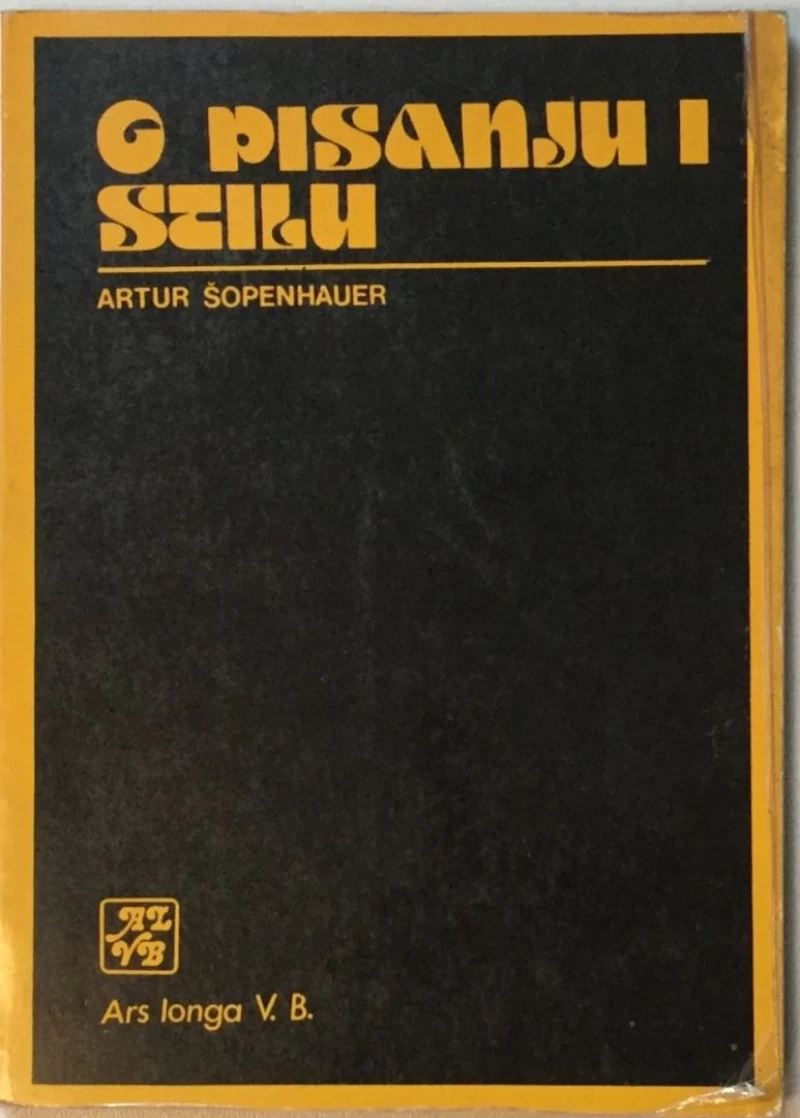 O PISANJU I
STILU
ARTUR ŠOPENHAUER
AL
VB
Ars longa V. B.